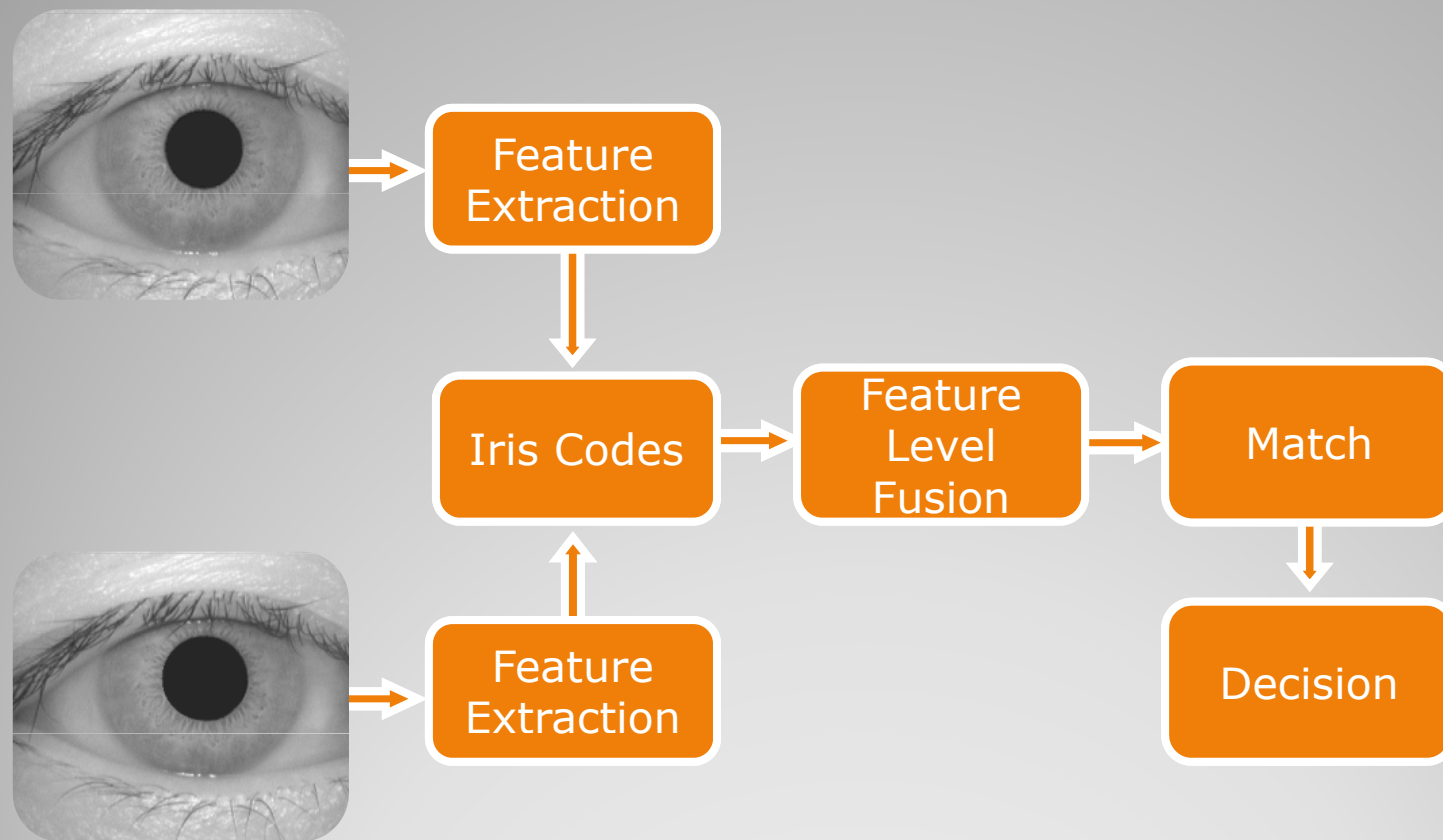 Feature
Extraction
Iris Codes
Feature
Level
Fusion
Match
Feature
Extraction
Decision